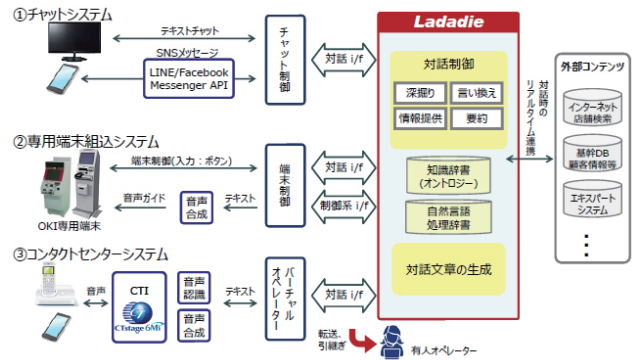 ①チャットシステム
テキストチャット
SNSメッセージ
LINE/Facebook
Messenger API
チャット制御
対話 i/f
Ladadie
対話制御
深掘り
言い換え
情報提供
要約
知識辞書
(オントロジー)
自然言語
処理辞書
対話文章の生成
対話時の
リアルタイム連携
外部コンテンツ
インターネット
店舗検索
基幹DB
顧客情報等
エキスパート
システム
②専用端末組込システム
端末制御(入力:ボタン)
音声ガイド
音声
合成
テキスト
OKI専用端末
端末制御
対話 i/f
制御系 i/f
③コンタクトセンターシステム
音声
CTI
CTstage 6Mi
音声
認識
音声
合成
テキスト
バーチャル
オペレーター
対話 i/f
転送、
引継ぎ
有人オペレーター